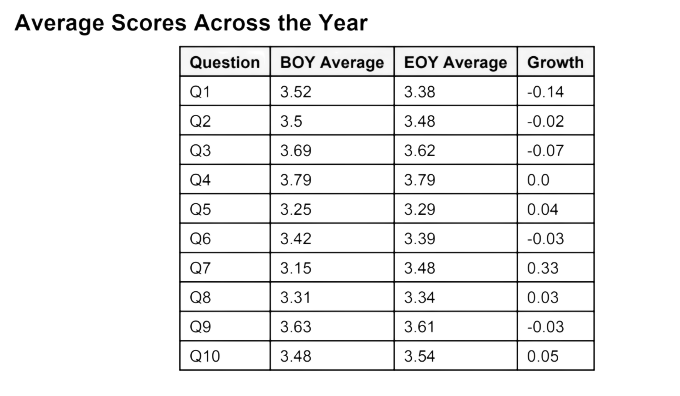 Average Scores Across the Year
Question BOY Average EOY Average Growth
Q1 3.52 3.38 -0.14
Q2 3.5 3.48 -0.02
Q3 3.69 3.62 -0.07
Q4 3.79 3.79 0.0
Q5 3.25 3.29 0.04
Q6 3.42 3.39 -0.03
Q7 3.15 3.48 0.33
Q8 3.31 3.34 0.03
Q9 3.63 3.61 -0.03
Q10 3.48 3.54 0.05